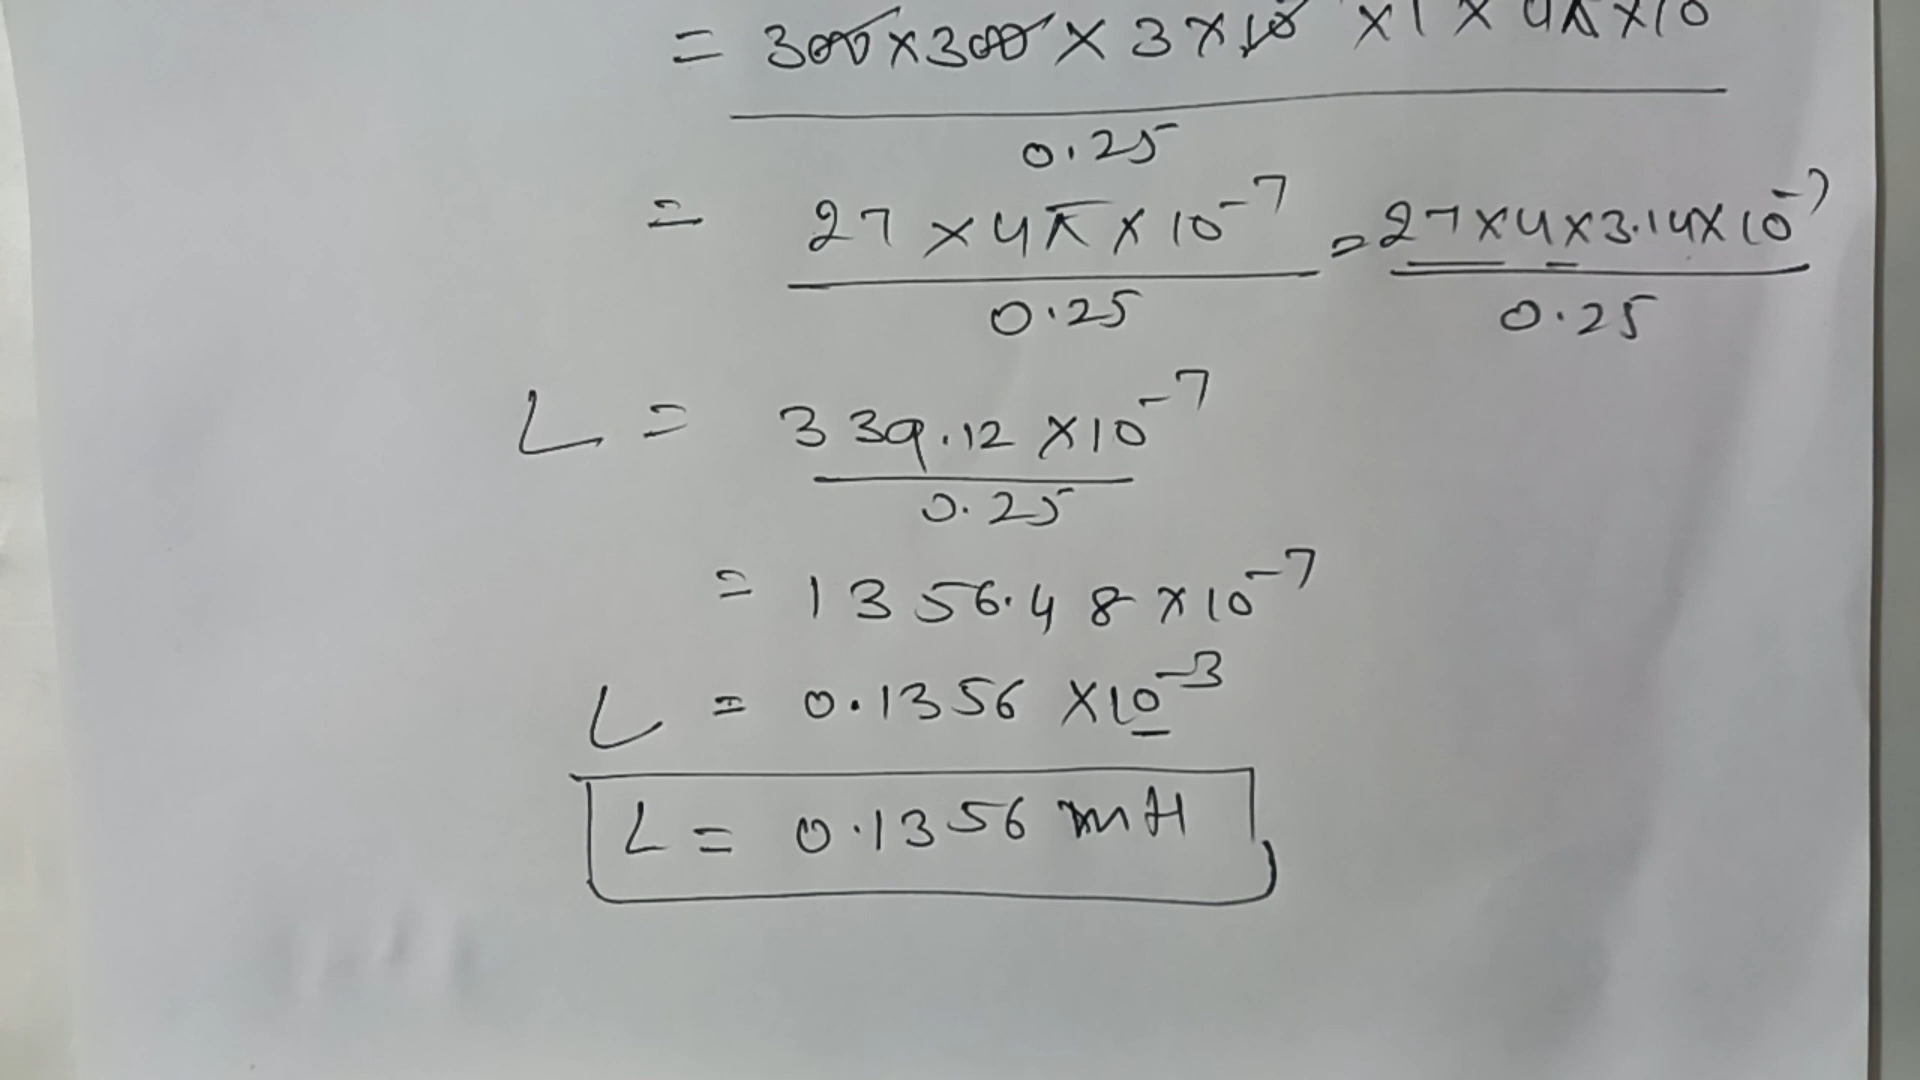 = 300 × 300 × 3 × 10 × 1 × 4π × 10
0.25
= 27 × 4π × 10⁻⁷ = 27 × 4 × 3.14 × 10⁻⁷
0.25 0.25
L = 339.12 × 10⁻⁷
0.25
= 1356.48 × 10⁻⁷
L = 0.1356 × 10⁻³
L = 0.1356 mH